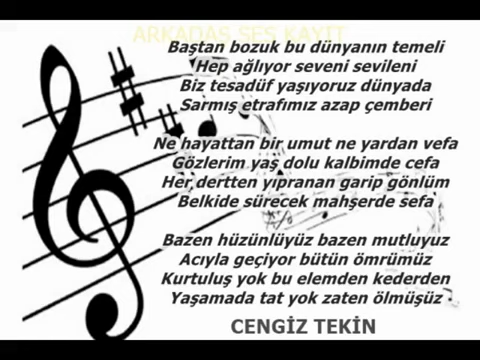 ARKADAŞ SES KAYIT
Baştan bozuk bu dünyanın temeli
Hep ağlıyor seveni sevileni
Biz tesadüf yaşıyoruz dünyada
Sarmış etrafımız azap çemberi
Ne hayattan bir umut ne yardan vefa
Gözlerim yaş dolu kalbimde cefa
Her dertten yıpranan garip gönlüm
Belkide sürecek mahşerde sefa
Bazen hüzünlüyüz bazen mutluyuz
Acıyla geçiyor bütün ömrümüz
Kurtuluş yok bu elemden kederden
Yaşamada tat yok zaten ölmüşüz
CENGİZ TEKİN